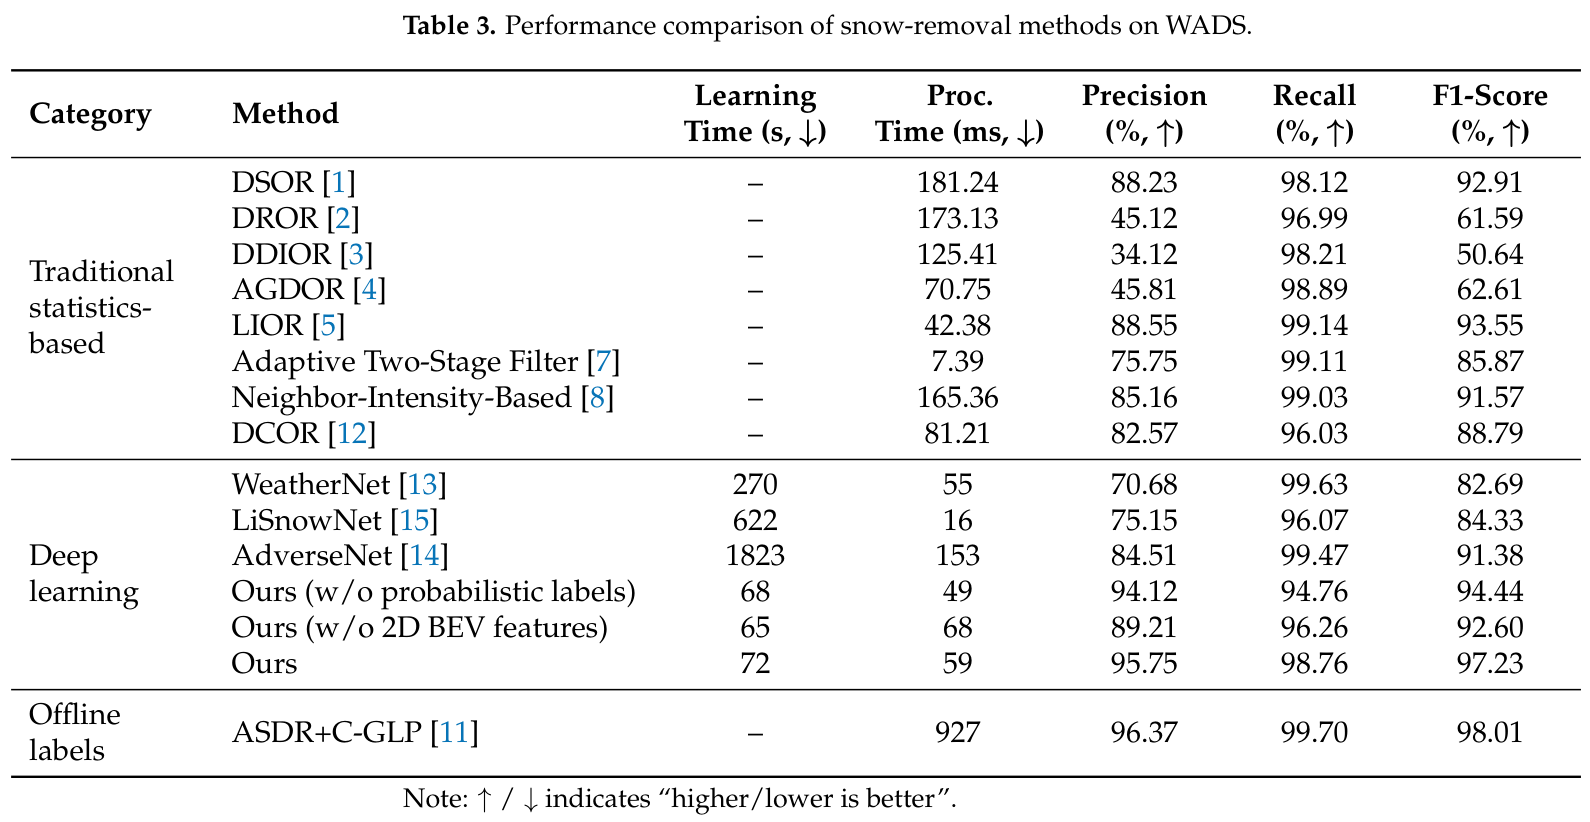 Table 3. Performance comparison of snow-removal methods on WADS.
Category Method Learning Time (s, ↓) Proc. Time (ms, ↓) Precision (%, ↑) Recall (%, ↑) F1-Score (%, ↑)
Traditional statistics-based
DSOR [1] – 181.24 88.23 98.12 92.91
DROR [2] – 173.13 45.12 96.99 61.59
DDIOR [3] – 125.41 34.12 98.21 50.64
AGDOR [4] – 70.75 45.81 98.89 62.61
LIOR [5] – 42.38 88.55 99.14 93.55
Adaptive Two-Stage Filter [7] – 7.39 75.75 99.11 85.87
Neighbor-Intensity-Based [8] – 165.36 85.16 99.03 91.57
DCOR [12] – 81.21 82.57 96.03 88.79
Deep learning
WeatherNet [13] 270 55 70.68 99.63 82.69
LiSnowNet [15] 622 16 75.15 96.07 84.33
AdverseNet [14] 1823 153 84.51 99.47 91.38
Ours (w/o probabilistic labels) 68 49 94.12 94.76 94.44
Ours (w/o 2D BEV features) 65 68 89.21 96.26 92.60
Ours 72 59 95.75 98.76 97.23
Offline labels
ASDR+C-GLP [11] – 927 96.37 99.70 98.01
Note: ↑ / ↓ indicates “higher/lower is better”.